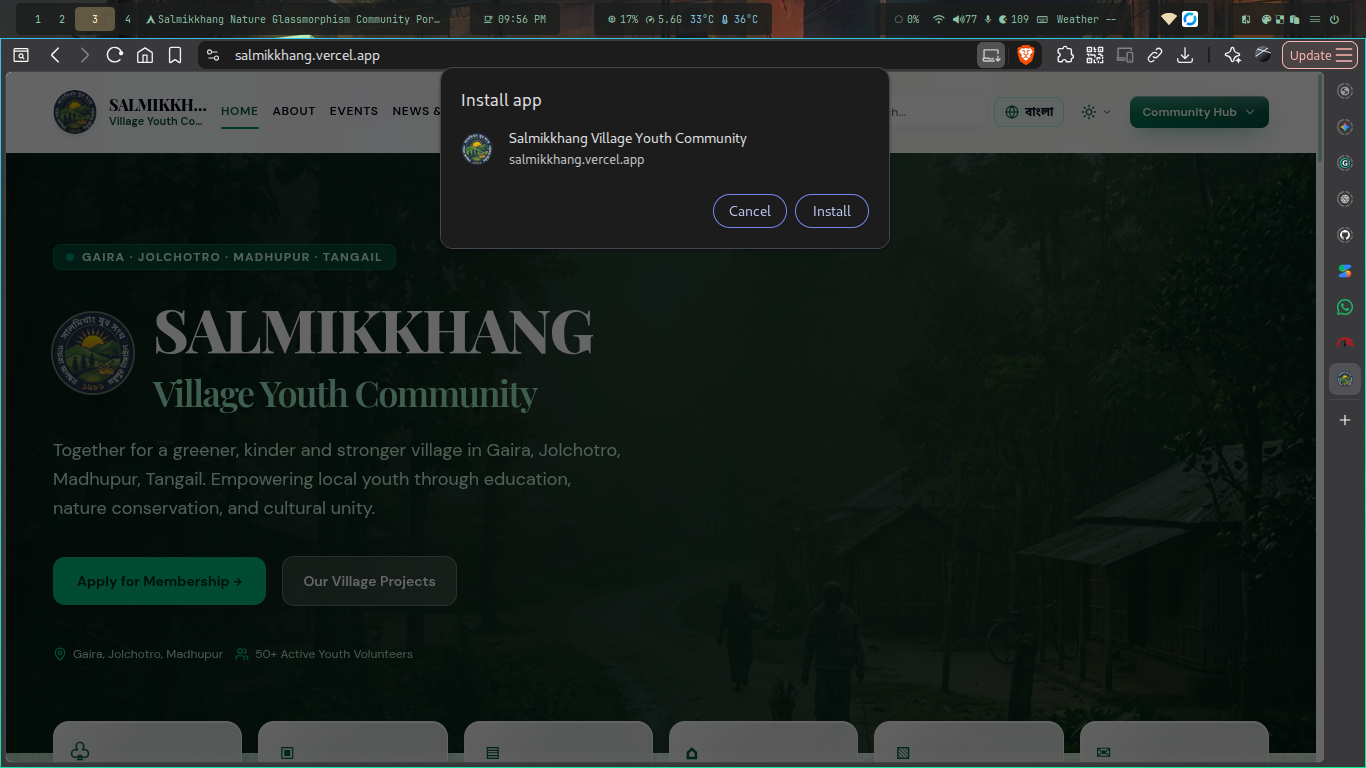 1 2 3 4 Salmikkhang Nature Glassmorphism Community Por… 09:56 PM 17% 5.6G 33°C 36°C 0% 77 109 Weather --
salmikkhang.vercel.app
Update
Install app
Salmikkhang Village Youth Community
salmikkhang.vercel.app
Cancel Install
SALMIKKH...
Village Youth Co...
HOME ABOUT EVENTS NEWS &
h...
বাংলা
Community Hub
GAIRA · JOLCHOTRO · MADHUPUR · TANGAIL
সালমিখাং যুব সংঘ
১৯৮২
SALMIKKHANG
Village Youth Community
Together for a greener, kinder and stronger village in Gaira, Jolchotro,
Madhupur, Tangail. Empowering local youth through education,
nature conservation, and cultural unity.
Apply for Membership →
Our Village Projects
Gaira, Jolchotro, Madhupur
50+ Active Youth Volunteers